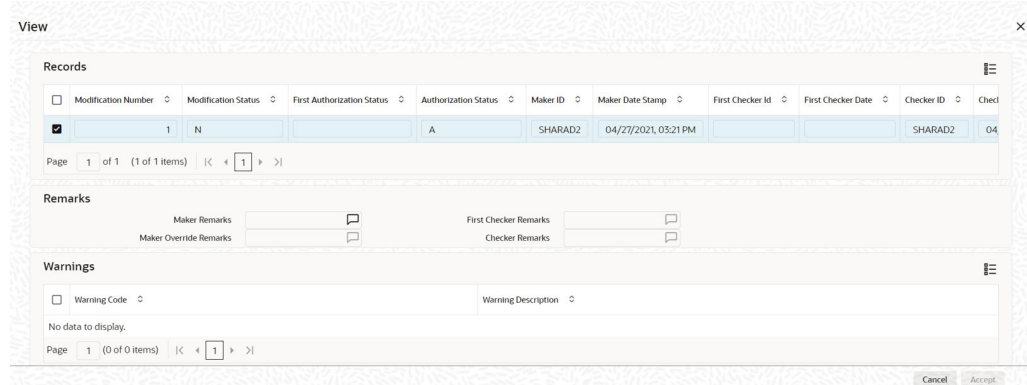 View
Records
Modification Number Modification Status First Authorization Status Authorization Status Maker ID Maker Date Stamp First Checker Id First Checker Date Checker ID Checl
1 N A SHARAD2 04/27/2021, 03:21 PM SHARAD2 04,
Page 1 of 1 (1 of 1 items) 1
Remarks
Maker Remarks First Checker Remarks
Maker Override Remarks Checker Remarks
Warnings
Warning Code Warning Description
No data to display.
Page 1 (0 of 0 items) 1
Cancel Accept